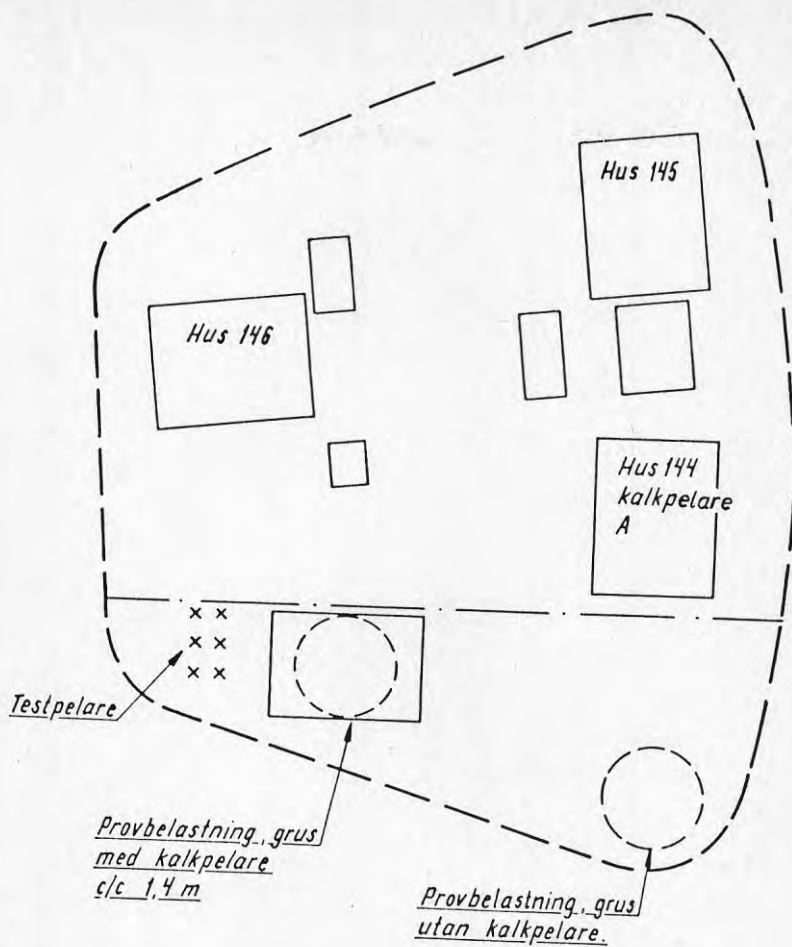 Hus 145
Hus 146
Hus 144
kalkpelare
A
Testpelare
Provbelastning, grus
med kalkpelare
c/c 1,4 m
Provbelastning, grus
utan kalkpelare.